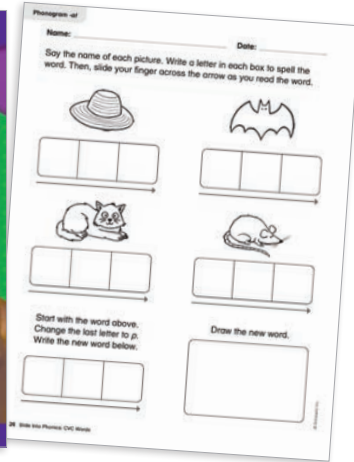 Phonogram -at
Name:
Date:
Say the name of each picture. Write a letter in each box to spell the
word. Then, slide your finger across the arrow as you read the word.
Start with the word above.
Change the last letter to p.
Write the new word below.
Draw the new word.
26 Slide Into Phonics: CVC Words